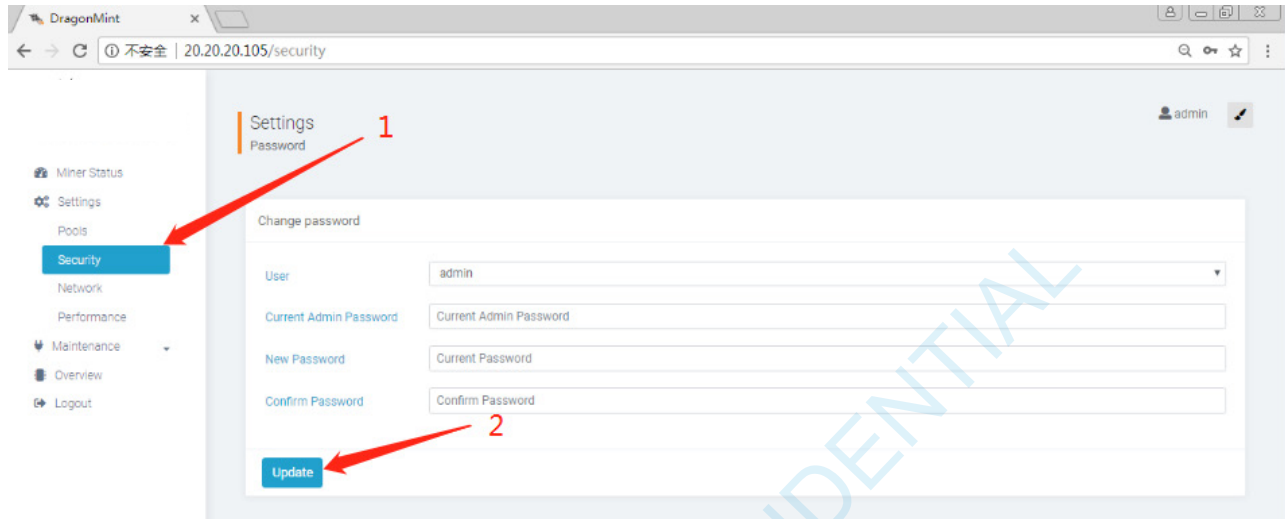 DragonMint
不安全 | 20.20.20.105/security
admin
Settings
Password
1
Miner Status
Settings
Pools
Security
Network
Performance
Maintenance
Overview
Logout
Change password
User admin
Current Admin Password Current Admin Password
New Password Current Password
Confirm Password Confirm Password
2
Update